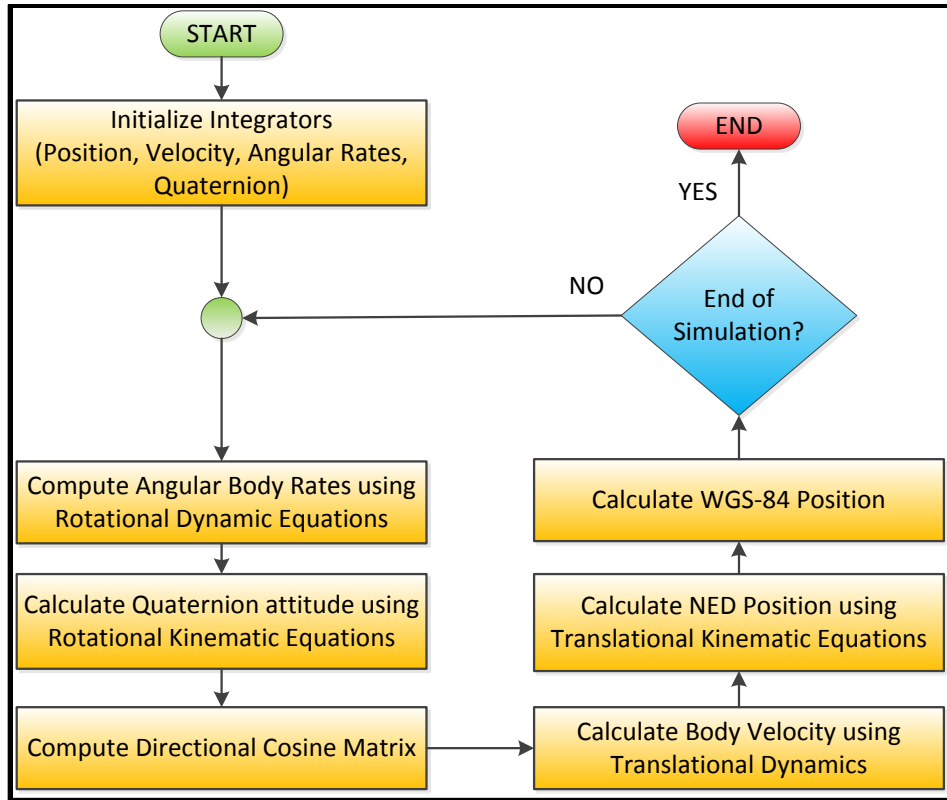 START
Initialize Integrators
(Position, Velocity, Angular Rates,
Quaternion)
Compute Angular Body Rates using
Rotational Dynamic Equations
Calculate Quaternion attitude using
Rotational Kinematic Equations
Compute Directional Cosine Matrix
Calculate Body Velocity using
Translational Dynamics
Calculate NED Position using
Translational Kinematic Equations
Calculate WGS-84 Position
End of
Simulation?
NO
YES
END